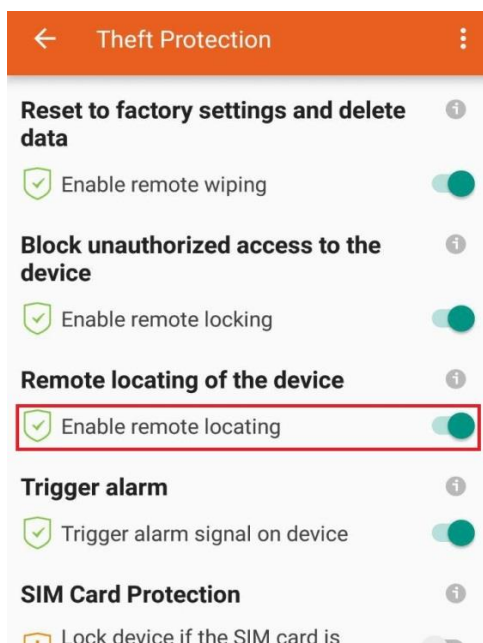 Theft Protection
Reset to factory settings and delete
data
Enable remote wiping
Block unauthorized access to the
device
Enable remote locking
Remote locating of the device
Enable remote locating
Trigger alarm
Trigger alarm signal on device
SIM Card Protection
Lock device if the SIM card is